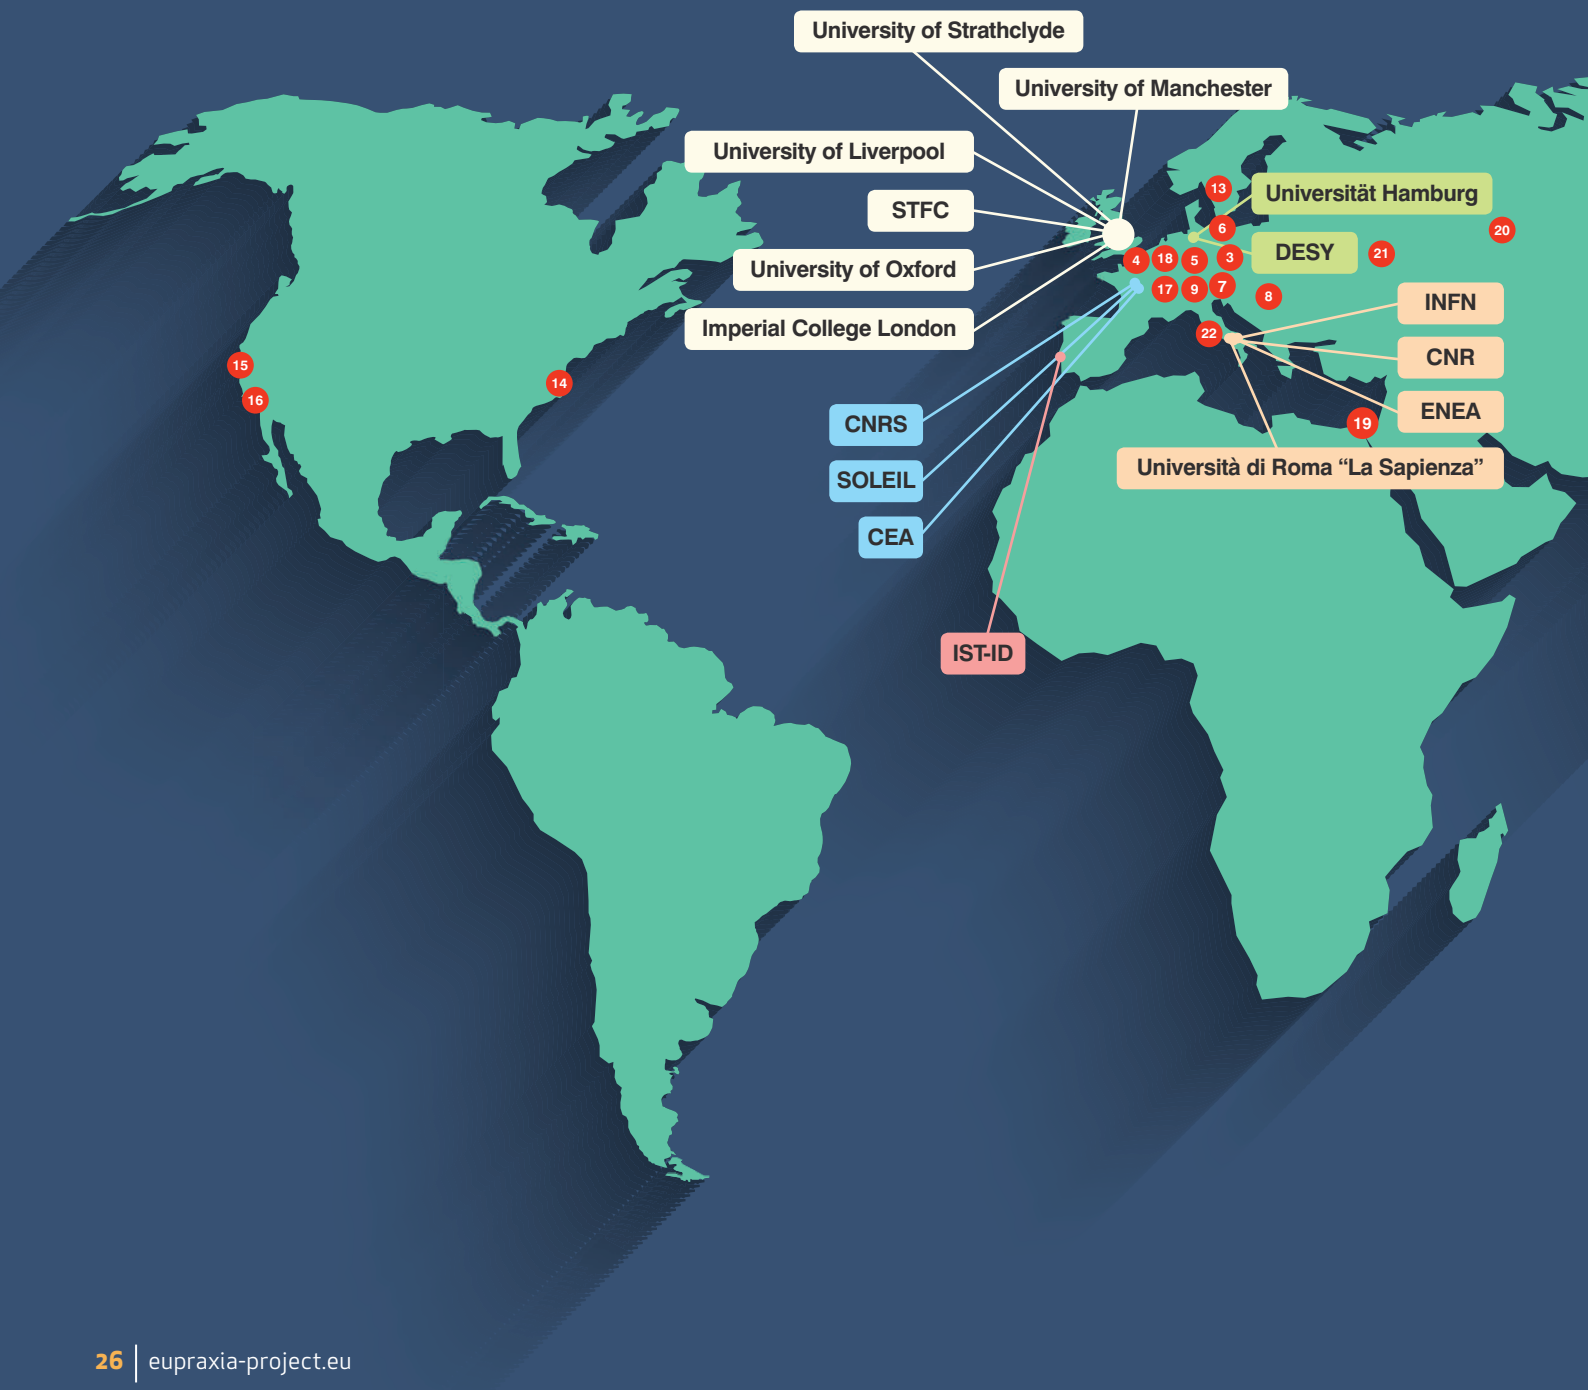 University of Strathclyde
University of Manchester
University of Liverpool
13
Universität Hamburg
STFC
6
20
DESY
21
4
18
5
3
University of Oxford
17
9
7
8
INFN
Imperial College London
22
CNR
15
14
16
ENEA
CNRS
19
Università di Roma “La Sapienza”
SOLEIL
CEA
IST-ID
26
eupraxia-project.eu